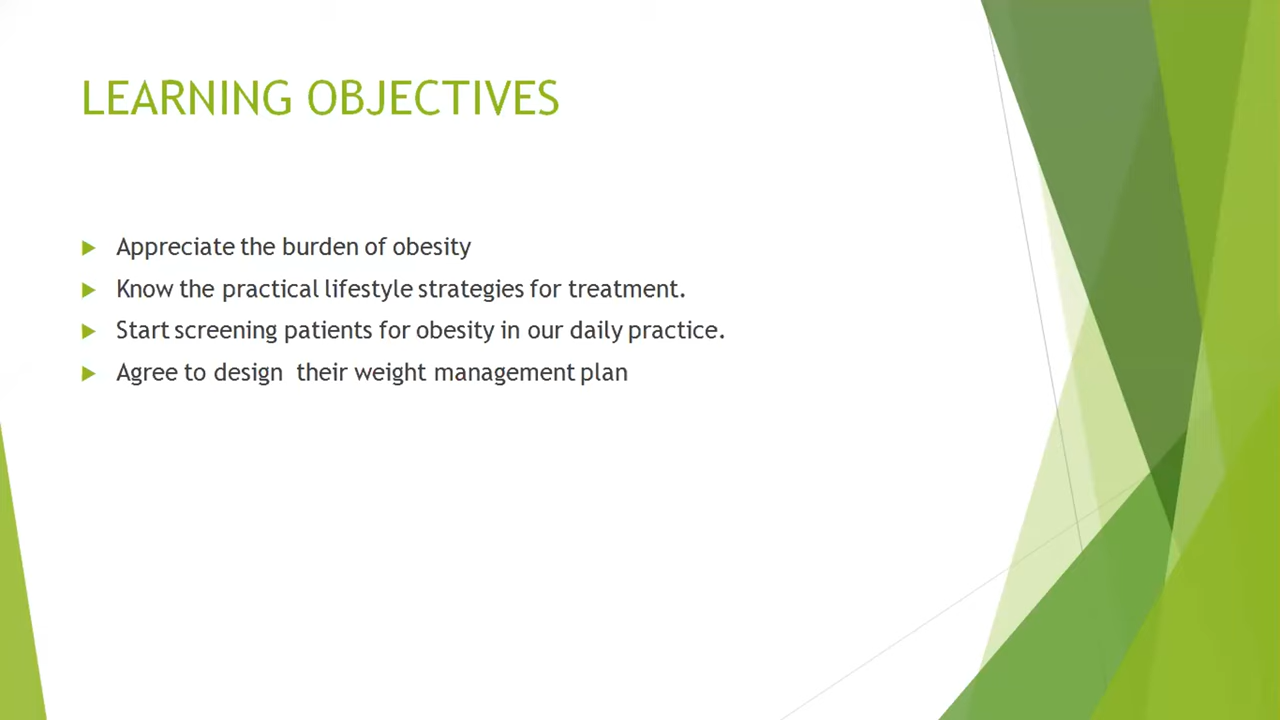 LEARNING OBJECTIVES
Appreciate the burden of obesity
Know the practical lifestyle strategies for treatment.
Start screening patients for obesity in our daily practice.
Agree to design  their weight management plan